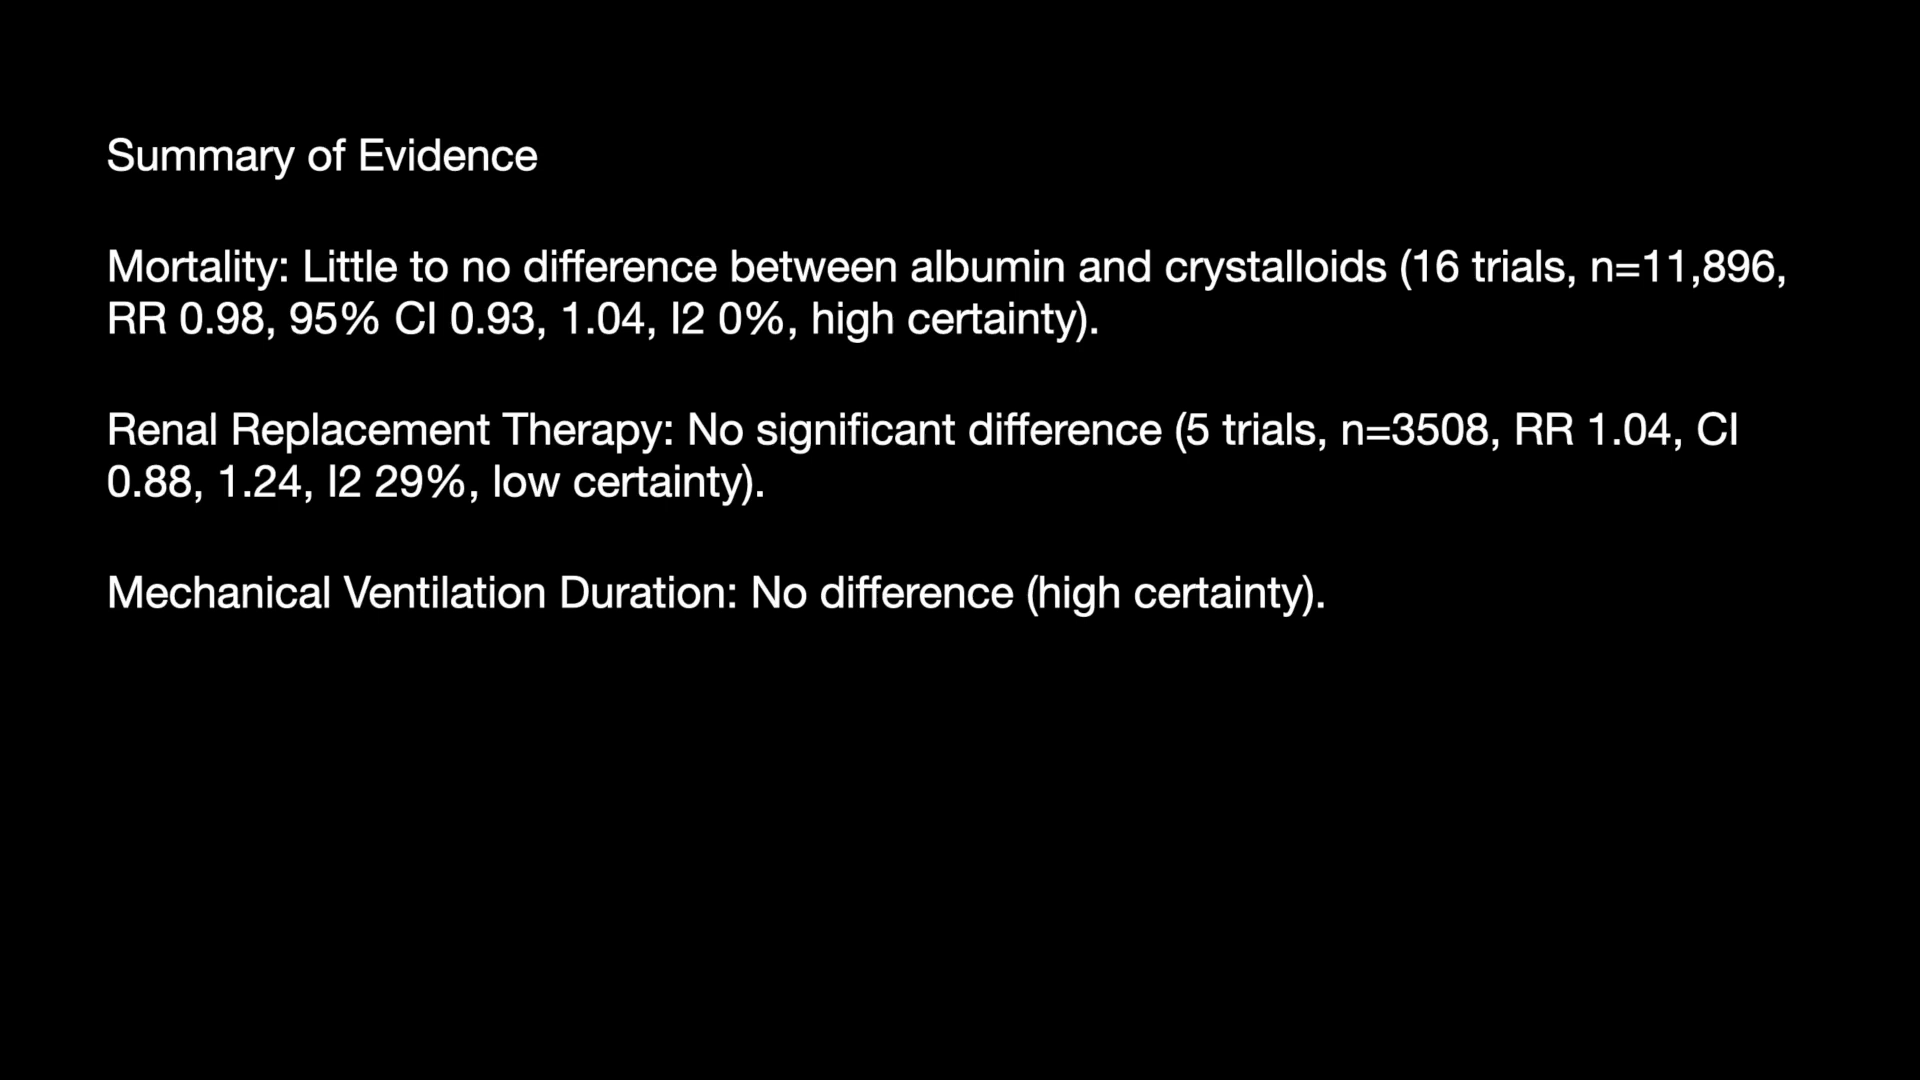 Summary of Evidence
Mortality: Little to no difference between albumin and crystalloids (16 trials, n=11,896,
RR 0.98, 95% CI 0.93, 1.04, I2 0%, high certainty).
Renal Replacement Therapy: No significant difference (5 trials, n=3508, RR 1.04, CI
0.88, 1.24, I2 29%, low certainty).
Mechanical Ventilation Duration: No difference (high certainty).